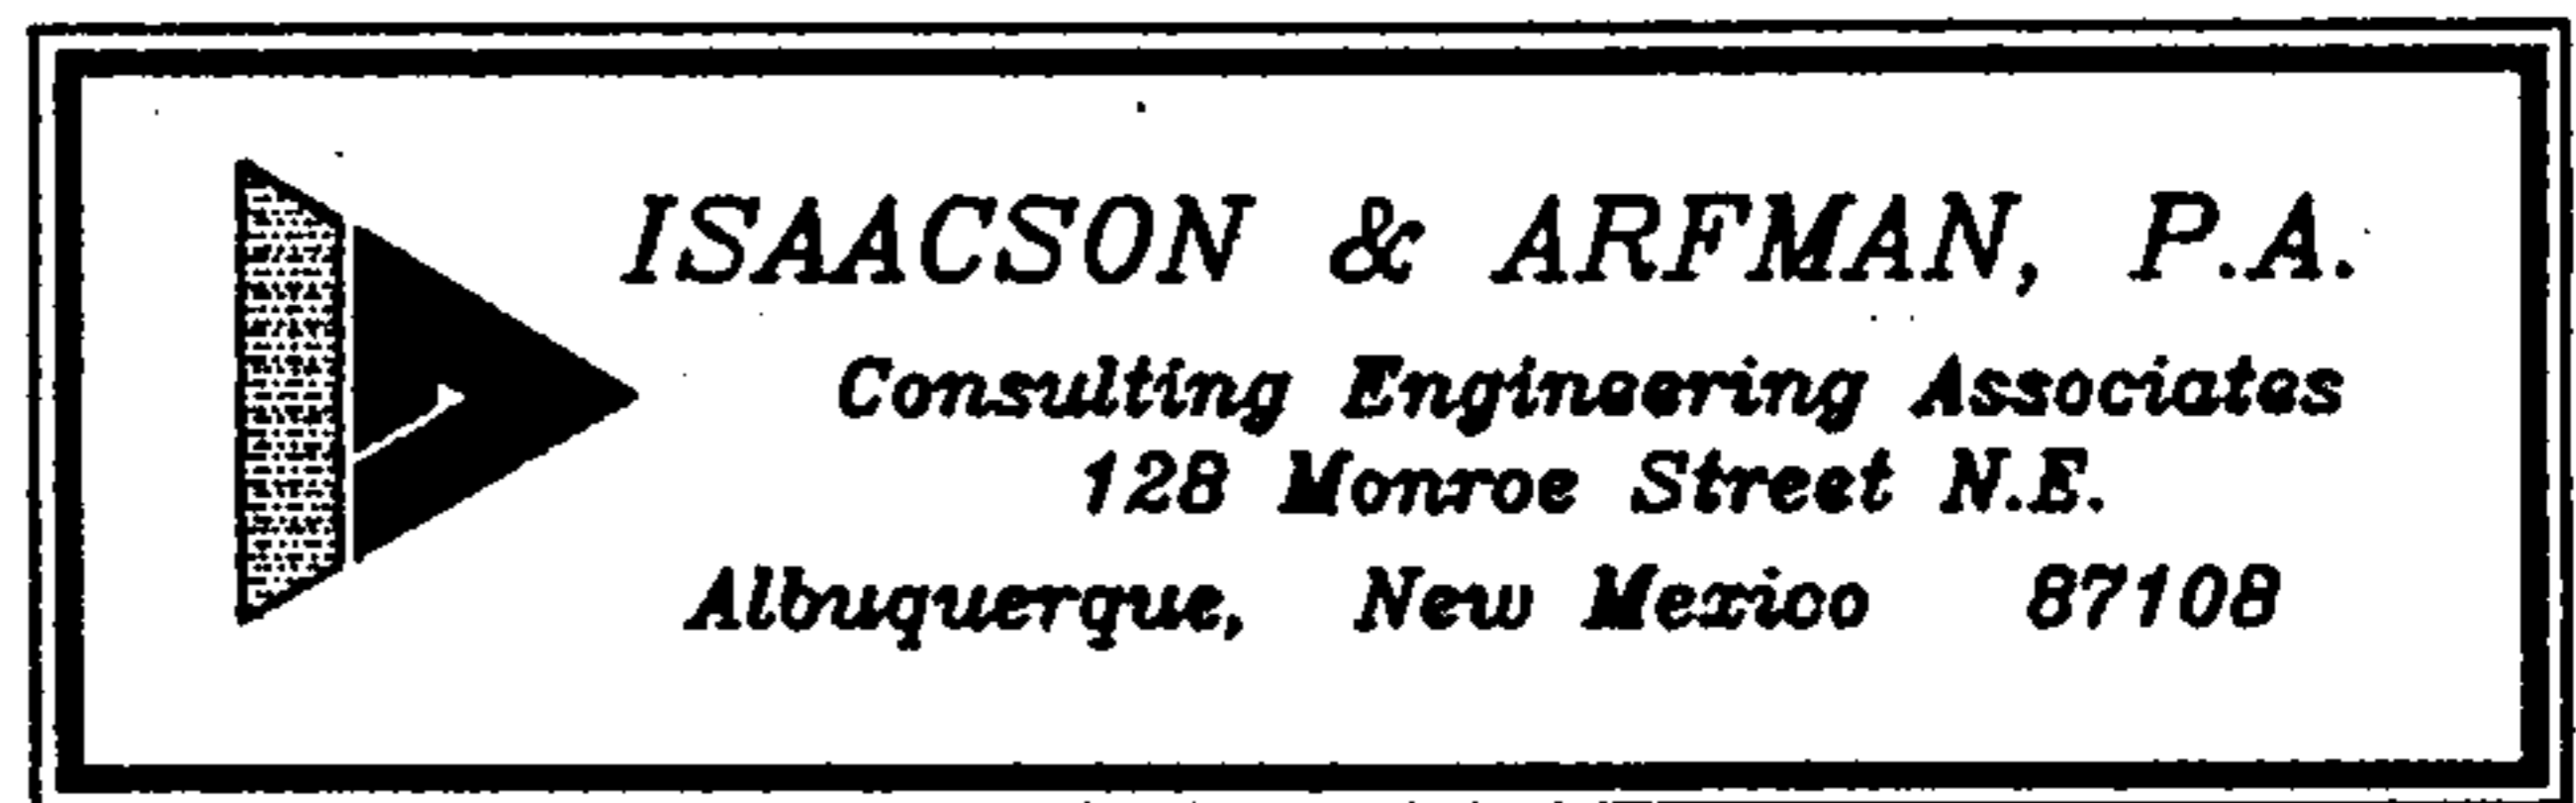 ISAACSON & ARFMAN, P.A.
Consulting Engineering Associates
128 Monroe Street N.E.
Albuquerque, New Mexico 87108